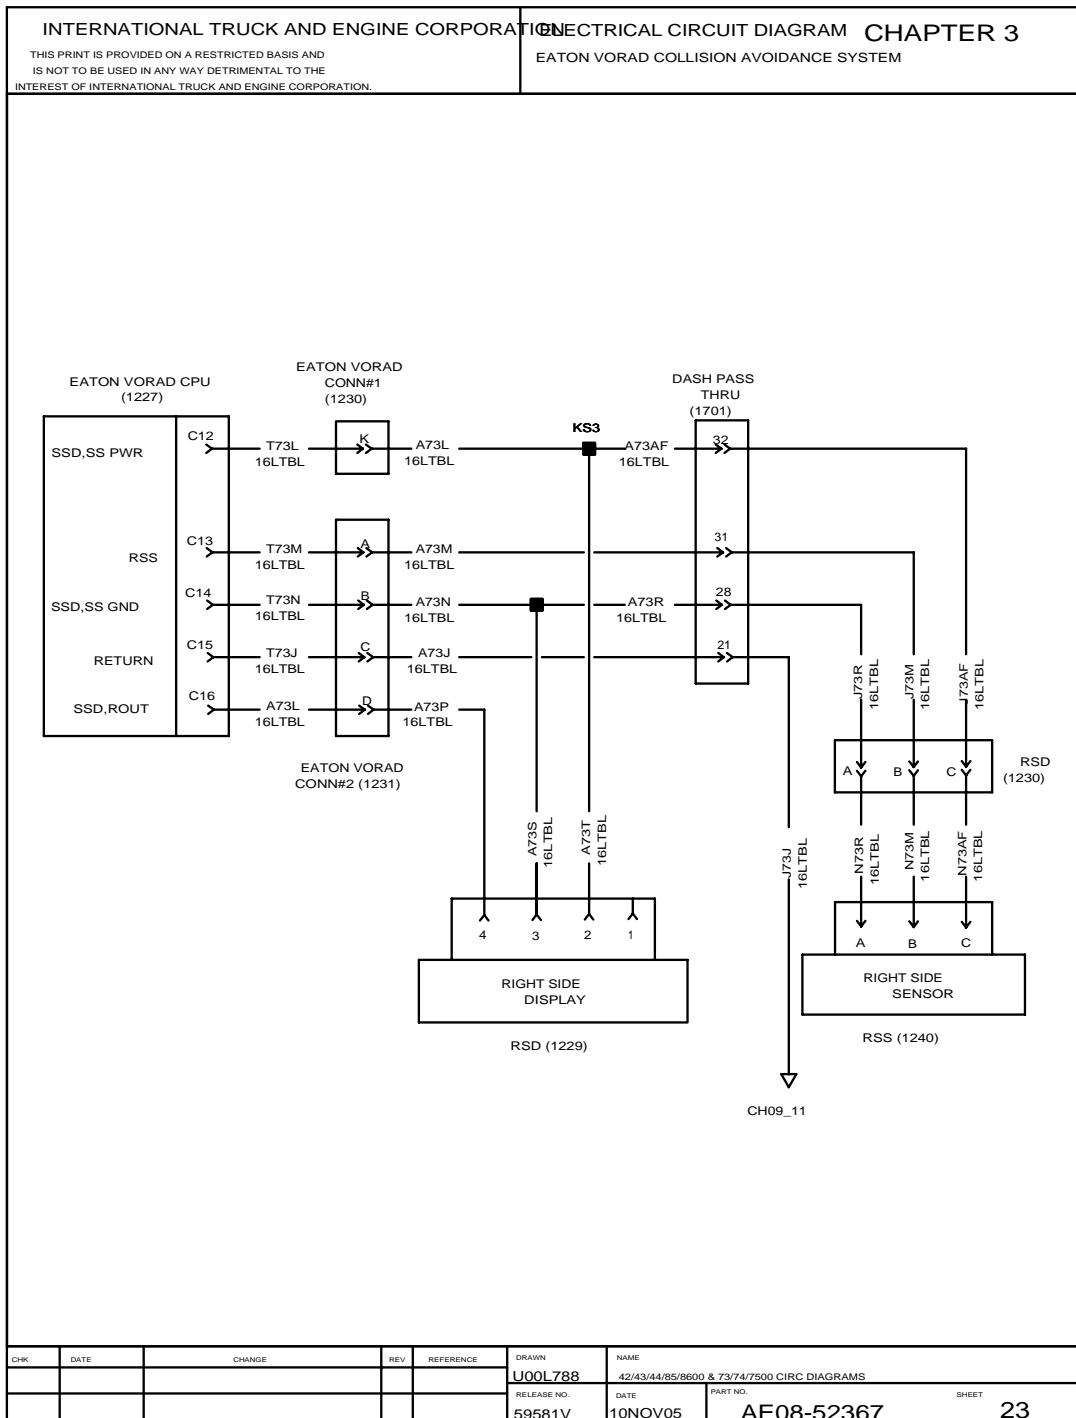 INTERNATIONAL TRUCK AND ENGINE CORPORATION
THIS PRINT IS PROVIDED ON A RESTRICTED BASIS AND
IS NOT TO BE USED IN ANY WAY DETRIMENTAL TO THE
INTEREST OF INTERNATIONAL TRUCK AND ENGINE CORPORATION.
ELECTRICAL CIRCUIT DIAGRAM CHAPTER 3
EATON VORAD COLLISION AVOIDANCE SYSTEM
EATON VORAD CPU
(1227)
EATON VORAD
CONN#1
(1230)
DASH PASS
THRU
(1701)
KS3
SSD,SS PWR C12 T73L 16LTBL K A73L 16LTBL A73AF 16LTBL 32
RSS C13 T73M 16LTBL A A73M 16LTBL 31
SSD,SS GND C14 T73N 16LTBL B A73N 16LTBL A73R 16LTBL 28
RETURN C15 T73J 16LTBL C A73J 16LTBL 21
SSD,ROUT C16 A73L 16LTBL D A73P 16LTBL
EATON VORAD
CONN#2 (1231)
J73R 16LTBL
J73M 16LTBL
J73AF 16LTBL
A B C
RSD
(1230)
A73S 16LTBL
A73T 16LTBL
J73J 16LTBL
N73R 16LTBL
N73M 16LTBL
N73AF 16LTBL
4 3 2 1
A B C
RIGHT SIDE
DISPLAY
RIGHT SIDE
SENSOR
RSD (1229)
RSS (1240)
CH09_11
CHK DATE CHANGE REV REFERENCE
DRAWN
U00L788
NAME
42/43/44/85/8600 & 73/74/7500 CIRC DIAGRAMS
RELEASE NO.
59581V
DATE
10NOV05
PART NO.
AE08-52367
SHEET
23